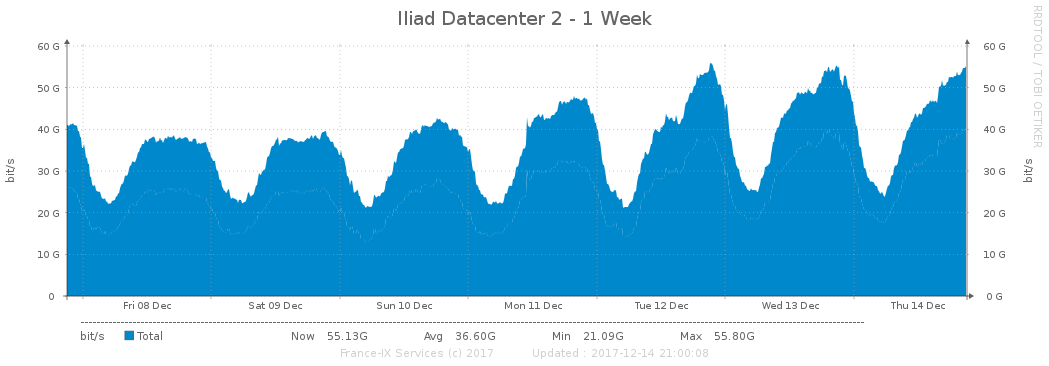 Iliad Datacenter 2 - 1 Week
RRDTOOL / TOBI OETIKER
60 G 60 G
50 G 50 G
40 G 40 G
30 G 30 G
20 G 20 G
10 G 10 G
0 0 G
bit/s
bit/s
Fri 08 Dec Sat 09 Dec Sun 10 Dec Mon 11 Dec Tue 12 Dec Wed 13 Dec Thu 14 Dec
bit/s Total Now 55.13G Avg 36.60G Min 21.09G Max 55.80G
France-IX Services (c) 2017 Updated : 2017-12-14 21:00:08